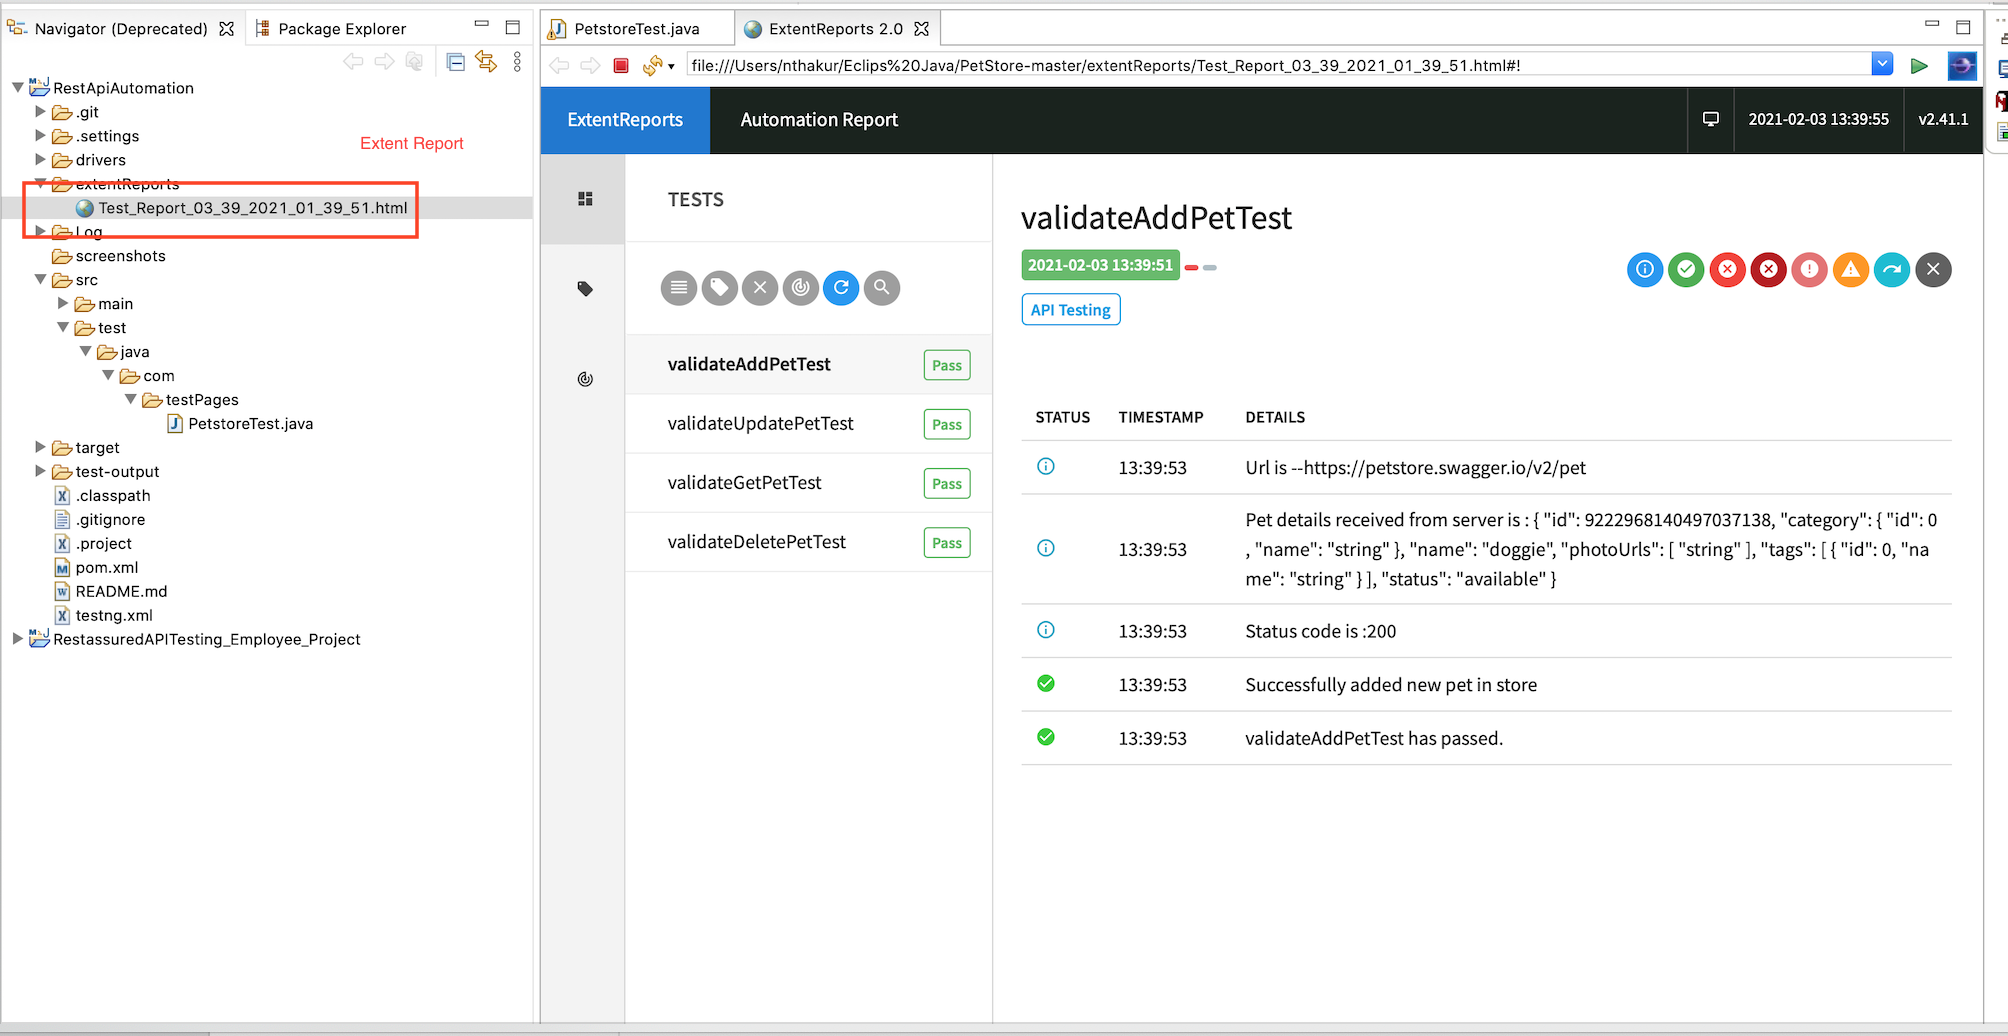 Navigator (Deprecated)
Package Explorer
RestApiAutomation
.git
.settings
drivers
extentReports
Test_Report_03_39_2021_01_39_51.html
Log
screenshots
src
main
test
java
com
testPages
PetstoreTest.java
target
test-output
.classpath
.gitignore
.project
pom.xml
README.md
testng.xml
RestassuredAPITesting_Employee_Project
Extent Report
PetstoreTest.java
ExtentReports 2.0
file:///Users/nthakur/Eclips%20Java/PetStore-master/extentReports/Test_Report_03_39_2021_01_39_51.html#!
ExtentReports
Automation Report
2021-02-03 13:39:55
v2.41.1
TESTS
validateAddPetTest Pass
validateUpdatePetTest Pass
validateGetPetTest Pass
validateDeletePetTest Pass
validateAddPetTest
2021-02-03 13:39:51
API Testing
STATUS TIMESTAMP DETAILS
13:39:53 Url is --https://petstore.swagger.io/v2/pet
Pet details received from server is : { "id": 9222968140497037138, "category": { "id": 0
13:39:53 , "name": "string" }, "name": "doggie", "photoUrls": [ "string" ], "tags": [ { "id": 0, "na
me": "string" } ], "status": "available" }
13:39:53 Status code is :200
13:39:53 Successfully added new pet in store
13:39:53 validateAddPetTest has passed.